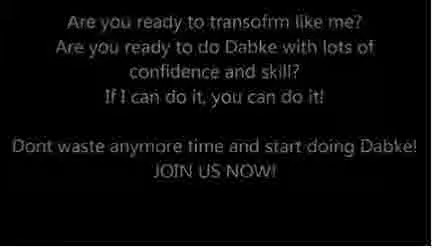 Are you ready to transofrm like me?
Are you ready to do Dabke with lots of
confidence and skill?
If I can do it, you can do it!
Dont waste anymore time and start doing Dabke!
JOIN US NOW!